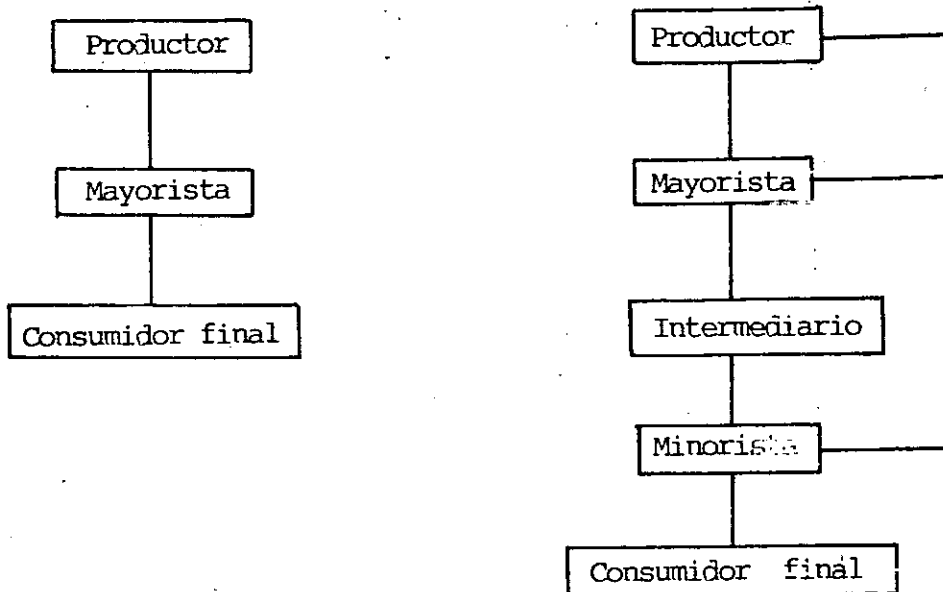 Productor
Mayorista
Consumidor final
Productor
Mayorista
Intermediario
Minorista
Consumidor final